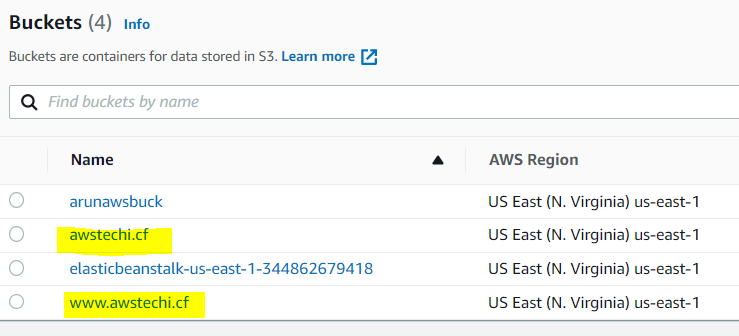 Buckets (4) Info
Buckets are containers for data stored in S3. Learn more
Find buckets by name
Name AWS Region
arunawsbuck US East (N. Virginia) us-east-1
awstechi.cf US East (N. Virginia) us-east-1
elasticbeanstalk-us-east-1-344862679418 US East (N. Virginia) us-east-1
www.awstechi.cf US East (N. Virginia) us-east-1